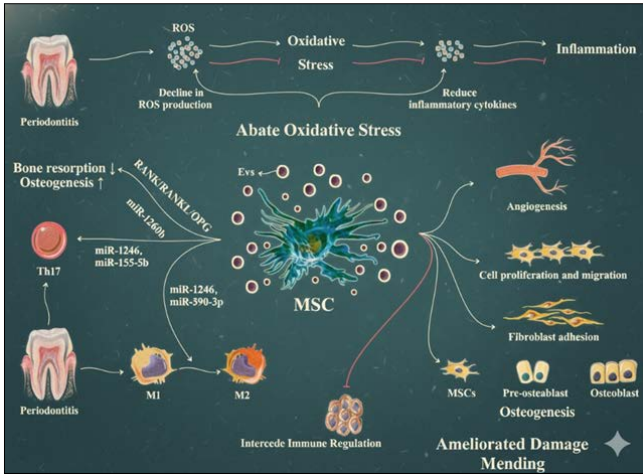 ROS
Oxidative
Stress
Inflammation
Periodontitis
Decline in
ROS production
Reduce
inflammatory cytokines
Abate Oxidative Stress
Bone resorption ↓
Osteogenesis ↑
RANK/RANKL/OPG
miR-1260b
Evs
Angiogenesis
Th17
miR-1246,
miR-155-5b
miR-1246,
miR-390-3p
MSC
Cell proliferation and migration
Fibroblast adhesion
Periodontitis
M1
M2
MSCs
Pre-osteablast
Osteoblast
Osteogenesis
Intercede Immune Regulation
Ameliorated Damage
Mending